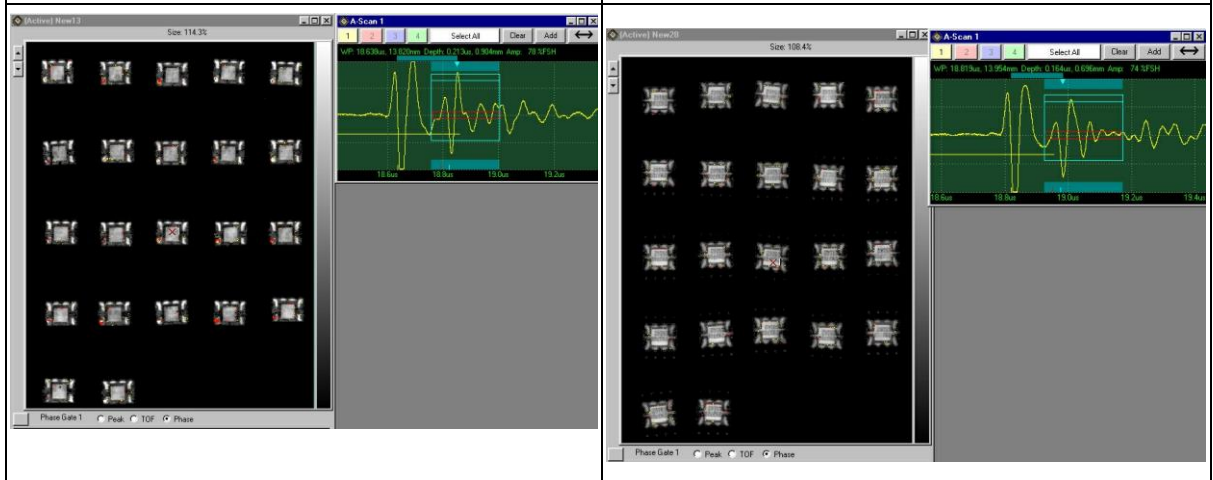 (Active) New13
Size: 114.3%
Phase Gate 1 Peak TOF Phase
A-Scan 1
1 2 3 4 Select All Clear Add
WP: 18.638us, 13.820mm Depth: 0.213us, 0.904mm Amp: 78 %FSH
18.6us 18.8us 19.0us 19.2us
(Active) New28
Size: 108.4%
Phase Gate 1 Peak TOF Phase
A-Scan 1
1 2 3 4 Select All Clear Add
WP: 18.819us, 13.954mm Depth: 0.164us, 0.696mm Amp: 74 %FSH
18.6us 18.8us 19.0us 19.2us 19.4us